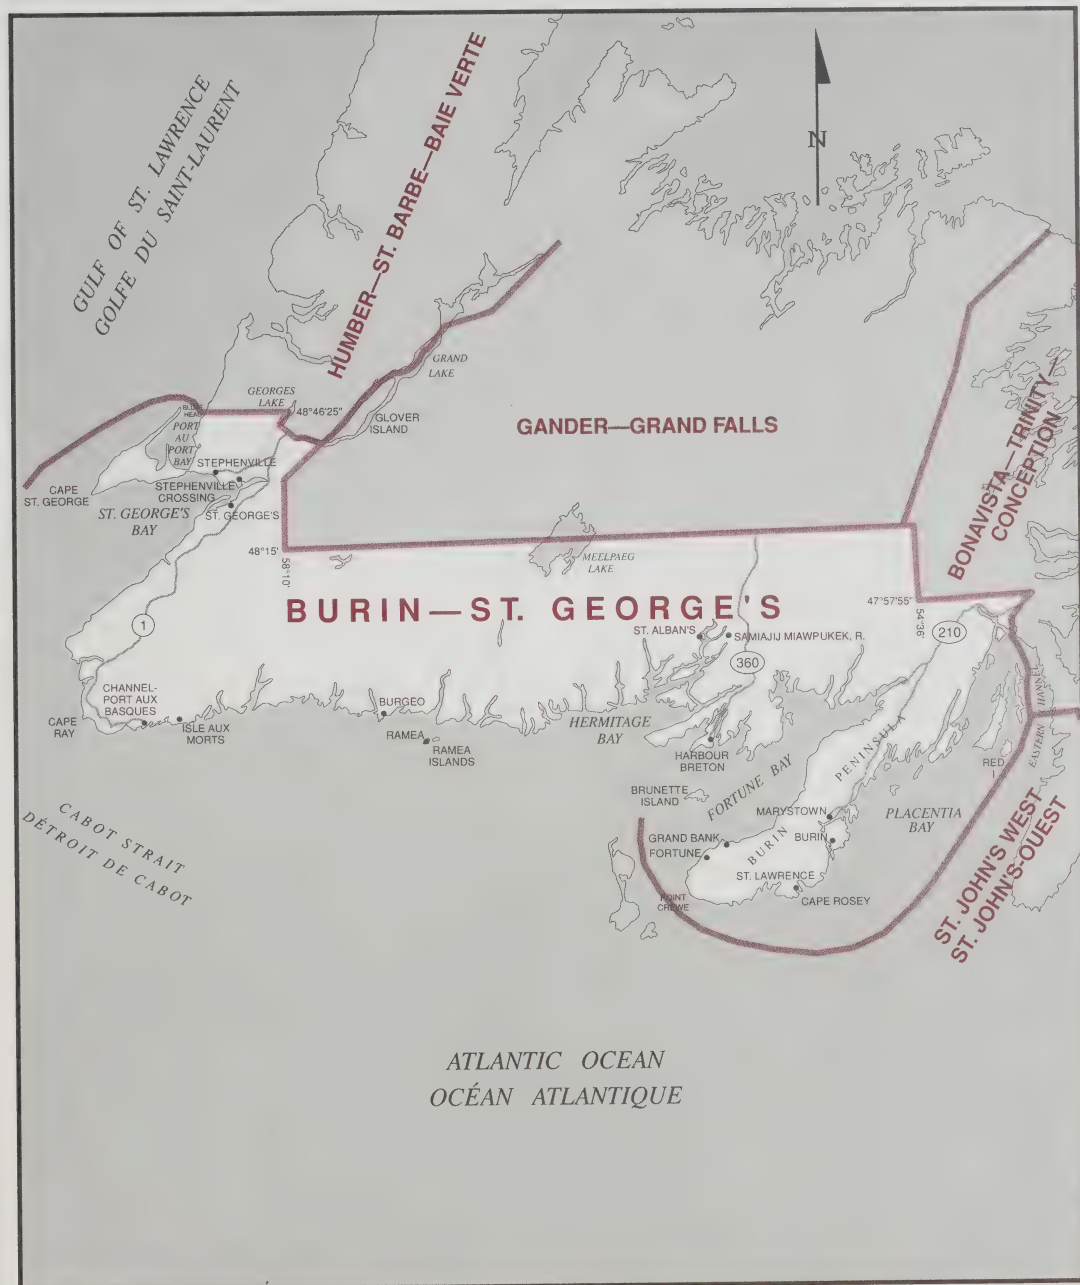 GULF OF ST. LAWRENCE
GOLFE DU SAINT-LAURENT
HUMBER—ST. BARBE—BAIE VERTE
N
GRAND
LAKE
GEORGES
LAKE
48°46'25"
GLOVER
ISLAND
BLUFF
HEAD
PORT
AU
PORT
BAY
GANDER—GRAND FALLS
BONAVISTA—TRINITY
CONCEPTION
STEPHENVILLE
STEPHENVILLE
CROSSING
CAPE
ST. GEORGE
ST. GEORGE'S
BAY
ST. GEORGE'S
48°15'
58°10'
MEELPAEG
LAKE
BURIN—ST. GEORGE'S
47°57'55"
54°36'
1
ST. ALBAN'S
SAMIAJIJ MIAWPUKEK, R.
210
360
CHANNEL-
PORT AUX
BASQUES
CAPE
RAY
ISLE AUX
MORTS
BURGEO
RAMEA
RAMEA
ISLANDS
HERMITAGE
BAY
HARBOUR
BRETON
EASTERN CHANNEL
RED
I
BRUNETTE
ISLAND
FORTUNE BAY
BURIN PENINSULA
PLACENTIA
BAY
MARYSTOWN
GRAND BANK
BURIN
FORTUNE
ST. LAWRENCE
POINT
CREWE
CAPE ROSEY
ST. JOHN'S WEST
ST. JOHN'S-OUEST
CABOT STRAIT
DÉTROIT DE CABOT
ATLANTIC OCEAN
OCÉAN ATLANTIQUE